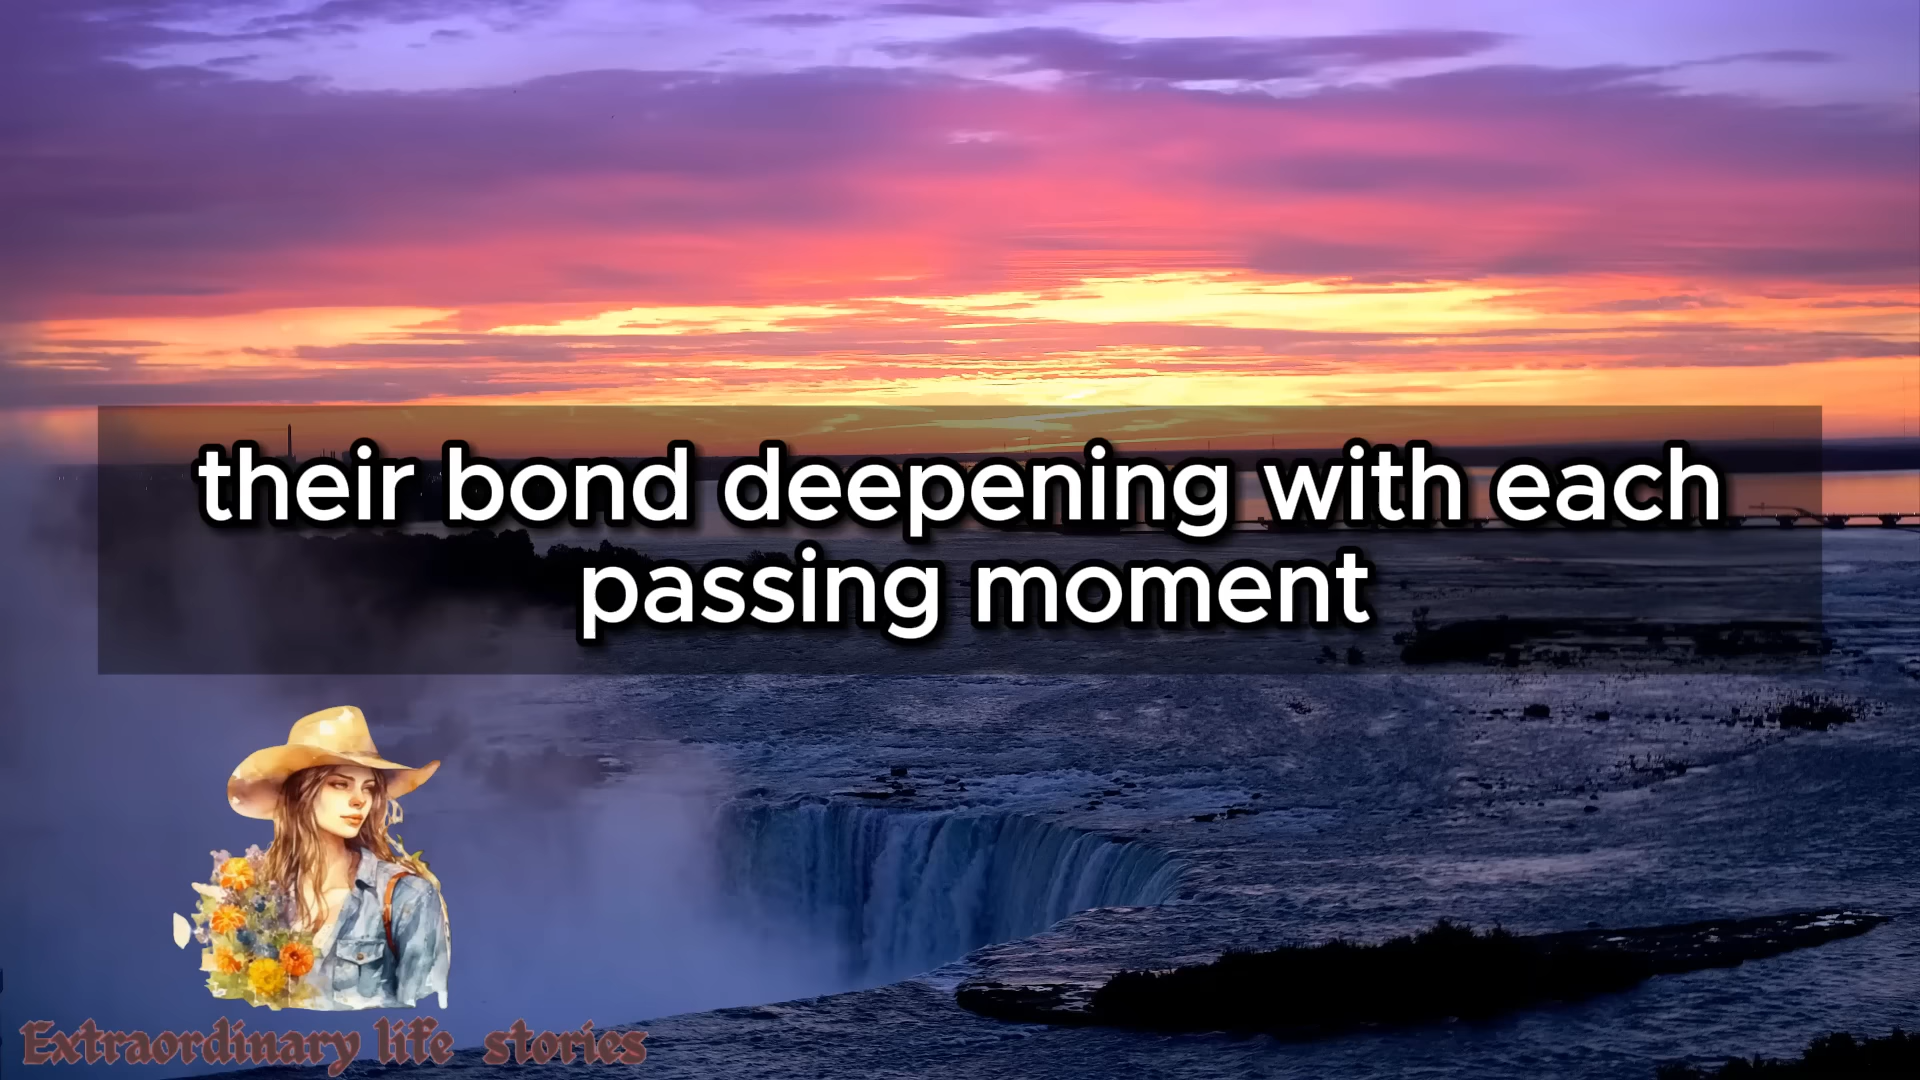 their bond deepening with each
passing moment
Extraordinary life stories